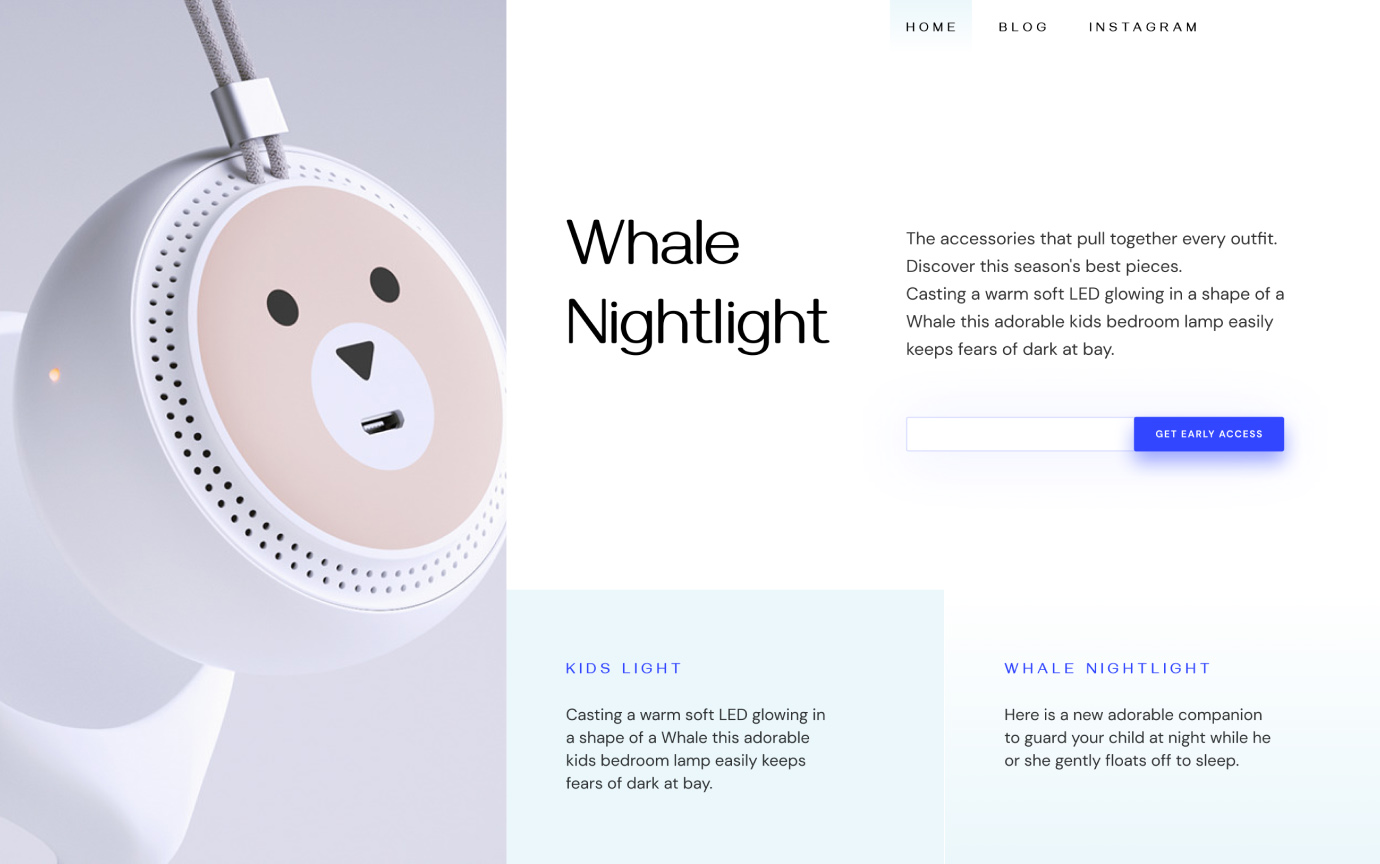 HOME BLOG INSTAGRAM
Whale
Nightlight
The accessories that pull together every outfit.
Discover this season's best pieces.
Casting a warm soft LED glowing in a shape of a
Whale this adorable kids bedroom lamp easily
keeps fears of dark at bay.
GET EARLY ACCESS
KIDS LIGHT
Casting a warm soft LED glowing in
a shape of a Whale this adorable
kids bedroom lamp easily keeps
fears of dark at bay.
WHALE NIGHTLIGHT
Here is a new adorable companion
to guard your child at night while he
or she gently floats off to sleep.